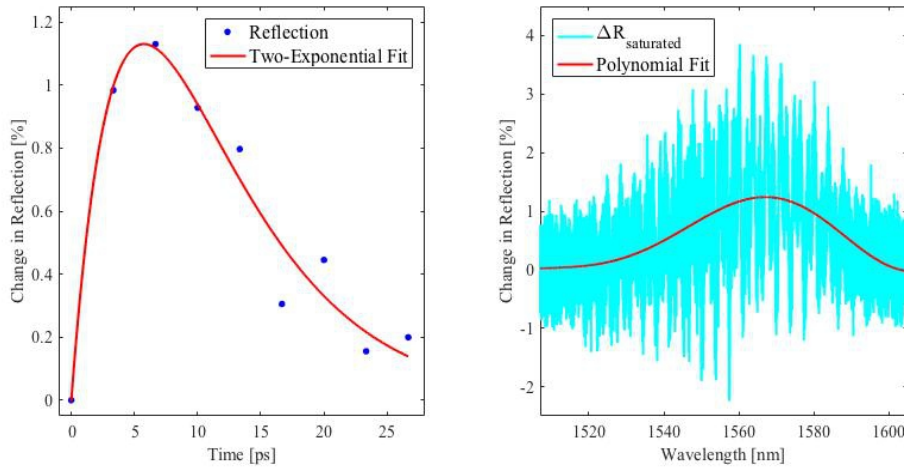 1.2
1
0.8
0.6
0.4
0.2
0
Change in Reflection [%]
Reflection
Two-Exponential Fit
0 5 10 15 20 25
Time [ps]
4
3
2
1
0
-1
-2
Change in Reflection [%]
ΔR_saturated
Polynomial Fit
1520 1540 1560 1580 1600
Wavelength [nm]